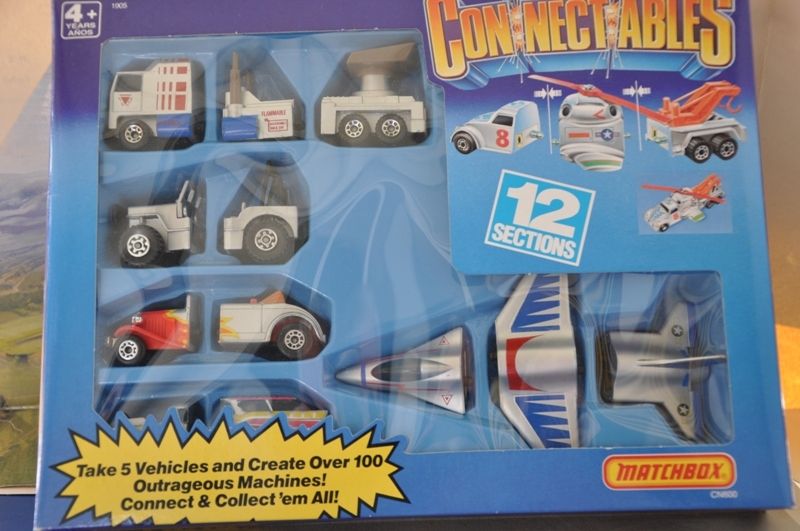 4+
YEARS
AÑOS
1905
CONNECTABLES
8
12
SECTIONS
FLAMMABLE
Take 5 Vehicles and Create Over 100
Outrageous Machines!
Connect & Collect 'em All!
MATCHBOX
CN600